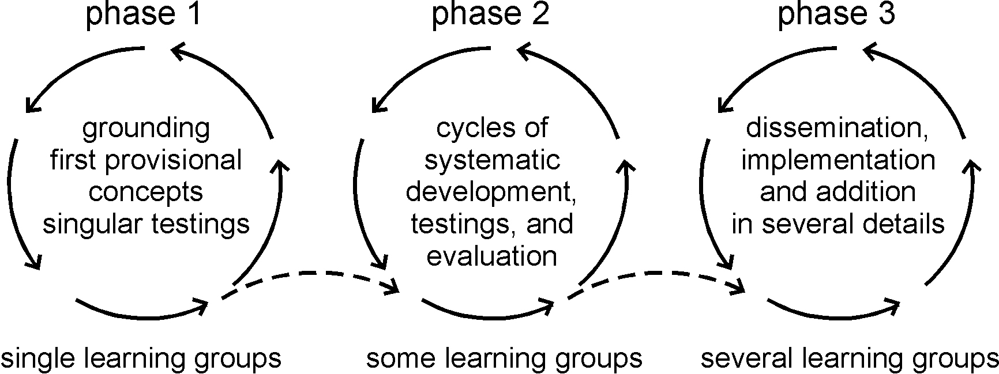 phase 1
grounding
first provisional
concepts
singular testings
single learning groups
phase 2
cycles of
systematic
development,
testings, and
evaluation
some learning groups
phase 3
dissemination,
implementation
and addition
in several details
several learning groups